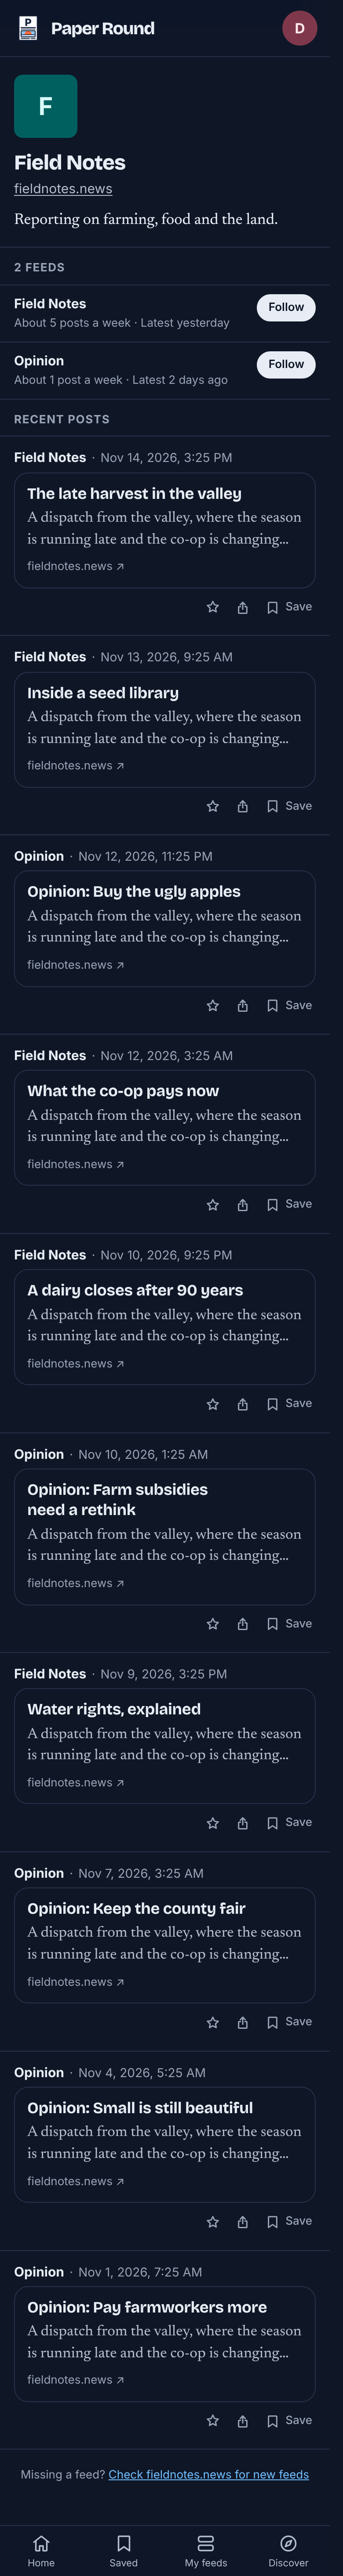 P
Paper Round
D
F
Field Notes
fieldnotes.news
Reporting on farming, food and the land.
2 FEEDS
Field Notes
About 5 posts a week · Latest yesterday
Follow
Opinion
About 1 post a week · Latest 2 days ago
Follow
RECENT POSTS
Field Notes · Nov 14, 2026, 3:25 PM
The late harvest in the valley
A dispatch from the valley, where the season
is running late and the co-op is changing…
fieldnotes.news ↗
Save
Field Notes · Nov 13, 2026, 9:25 AM
Inside a seed library
A dispatch from the valley, where the season
is running late and the co-op is changing…
fieldnotes.news ↗
Save
Opinion · Nov 12, 2026, 11:25 PM
Opinion: Buy the ugly apples
A dispatch from the valley, where the season
is running late and the co-op is changing…
fieldnotes.news ↗
Save
Field Notes · Nov 12, 2026, 3:25 AM
What the co-op pays now
A dispatch from the valley, where the season
is running late and the co-op is changing…
fieldnotes.news ↗
Save
Field Notes · Nov 10, 2026, 9:25 PM
A dairy closes after 90 years
A dispatch from the valley, where the season
is running late and the co-op is changing…
fieldnotes.news ↗
Save
Opinion · Nov 10, 2026, 1:25 AM
Opinion: Farm subsidies
need a rethink
A dispatch from the valley, where the season
is running late and the co-op is changing…
fieldnotes.news ↗
Save
Field Notes · Nov 9, 2026, 3:25 PM
Water rights, explained
A dispatch from the valley, where the season
is running late and the co-op is changing…
fieldnotes.news ↗
Save
Opinion · Nov 7, 2026, 3:25 AM
Opinion: Keep the county fair
A dispatch from the valley, where the season
is running late and the co-op is changing…
fieldnotes.news ↗
Save
Opinion · Nov 4, 2026, 5:25 AM
Opinion: Small is still beautiful
A dispatch from the valley, where the season
is running late and the co-op is changing…
fieldnotes.news ↗
Save
Opinion · Nov 1, 2026, 7:25 AM
Opinion: Pay farmworkers more
A dispatch from the valley, where the season
is running late and the co-op is changing…
fieldnotes.news ↗
Save
Missing a feed? Check fieldnotes.news for new feeds
Home
Saved
My feeds
Discover